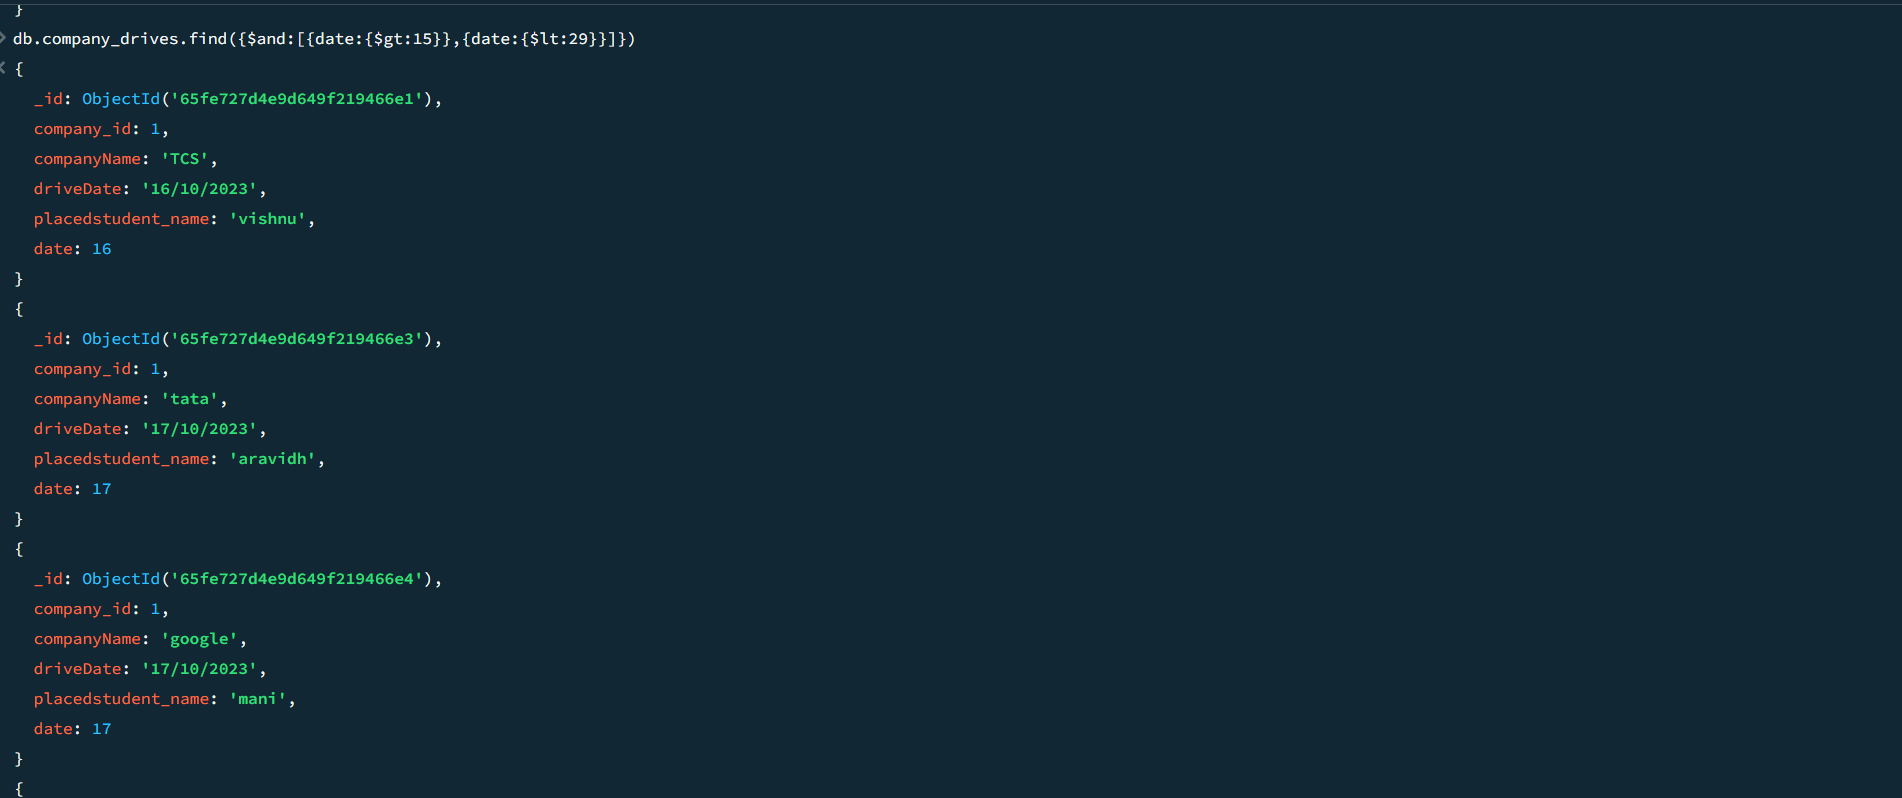 }
db.company_drives.find({$and:[{date:{$gt:15}},{date:{$lt:29}}]})
{
  _id: ObjectId('65fe727d4e9d649f219466e1'),
  company_id: 1,
  companyName: 'TCS',
  driveDate: '16/10/2023',
  placedstudent_name: 'vishnu',
  date: 16
}
{
  _id: ObjectId('65fe727d4e9d649f219466e3'),
  company_id: 1,
  companyName: 'tata',
  driveDate: '17/10/2023',
  placedstudent_name: 'aravidh',
  date: 17
}
{
  _id: ObjectId('65fe727d4e9d649f219466e4'),
  company_id: 1,
  companyName: 'google',
  driveDate: '17/10/2023',
  placedstudent_name: 'mani',
  date: 17
}
{